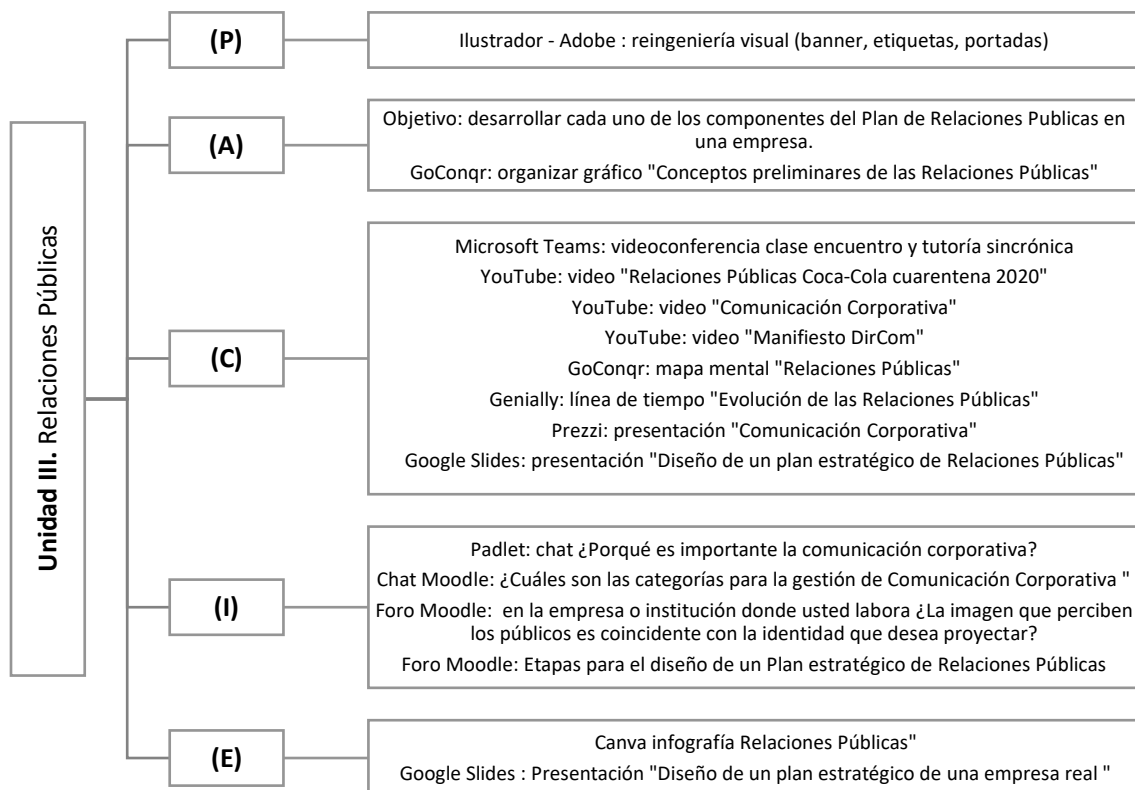 Unidad III. Relaciones Públicas
(P)
Ilustrador - Adobe : reingeniería visual (banner, etiquetas, portadas)
(A)
Objetivo: desarrollar cada uno de los componentes del Plan de Relaciones Publicas en
una empresa.
GoConqr: organizar gráfico "Conceptos preliminares de las Relaciones Públicas"
(C)
Microsoft Teams: videoconferencia clase encuentro y tutoría sincrónica
YouTube: video "Relaciones Públicas Coca-Cola cuarentena 2020"
YouTube: video "Comunicación Corporativa"
YouTube: video "Manifiesto DirCom"
GoConqr: mapa mental "Relaciones Públicas"
Genially: línea de tiempo "Evolución de las Relaciones Públicas"
Prezzi: presentación "Comunicación Corporativa"
Google Slides: presentación "Diseño de un plan estratégico de Relaciones Públicas"
(I)
Padlet: chat ¿Porqué es importante la comunicación corporativa?
Chat Moodle: ¿Cuáles son las categorías para la gestión de Comunicación Corporativa "
Foro Moodle: en la empresa o institución donde usted labora ¿La imagen que perciben
los públicos es coincidente con la identidad que desea proyectar?
Foro Moodle: Etapas para el diseño de un Plan estratégico de Relaciones Públicas
(E)
Canva infografía Relaciones Públicas"
Google Slides : Presentación "Diseño de un plan estratégico de una empresa real "